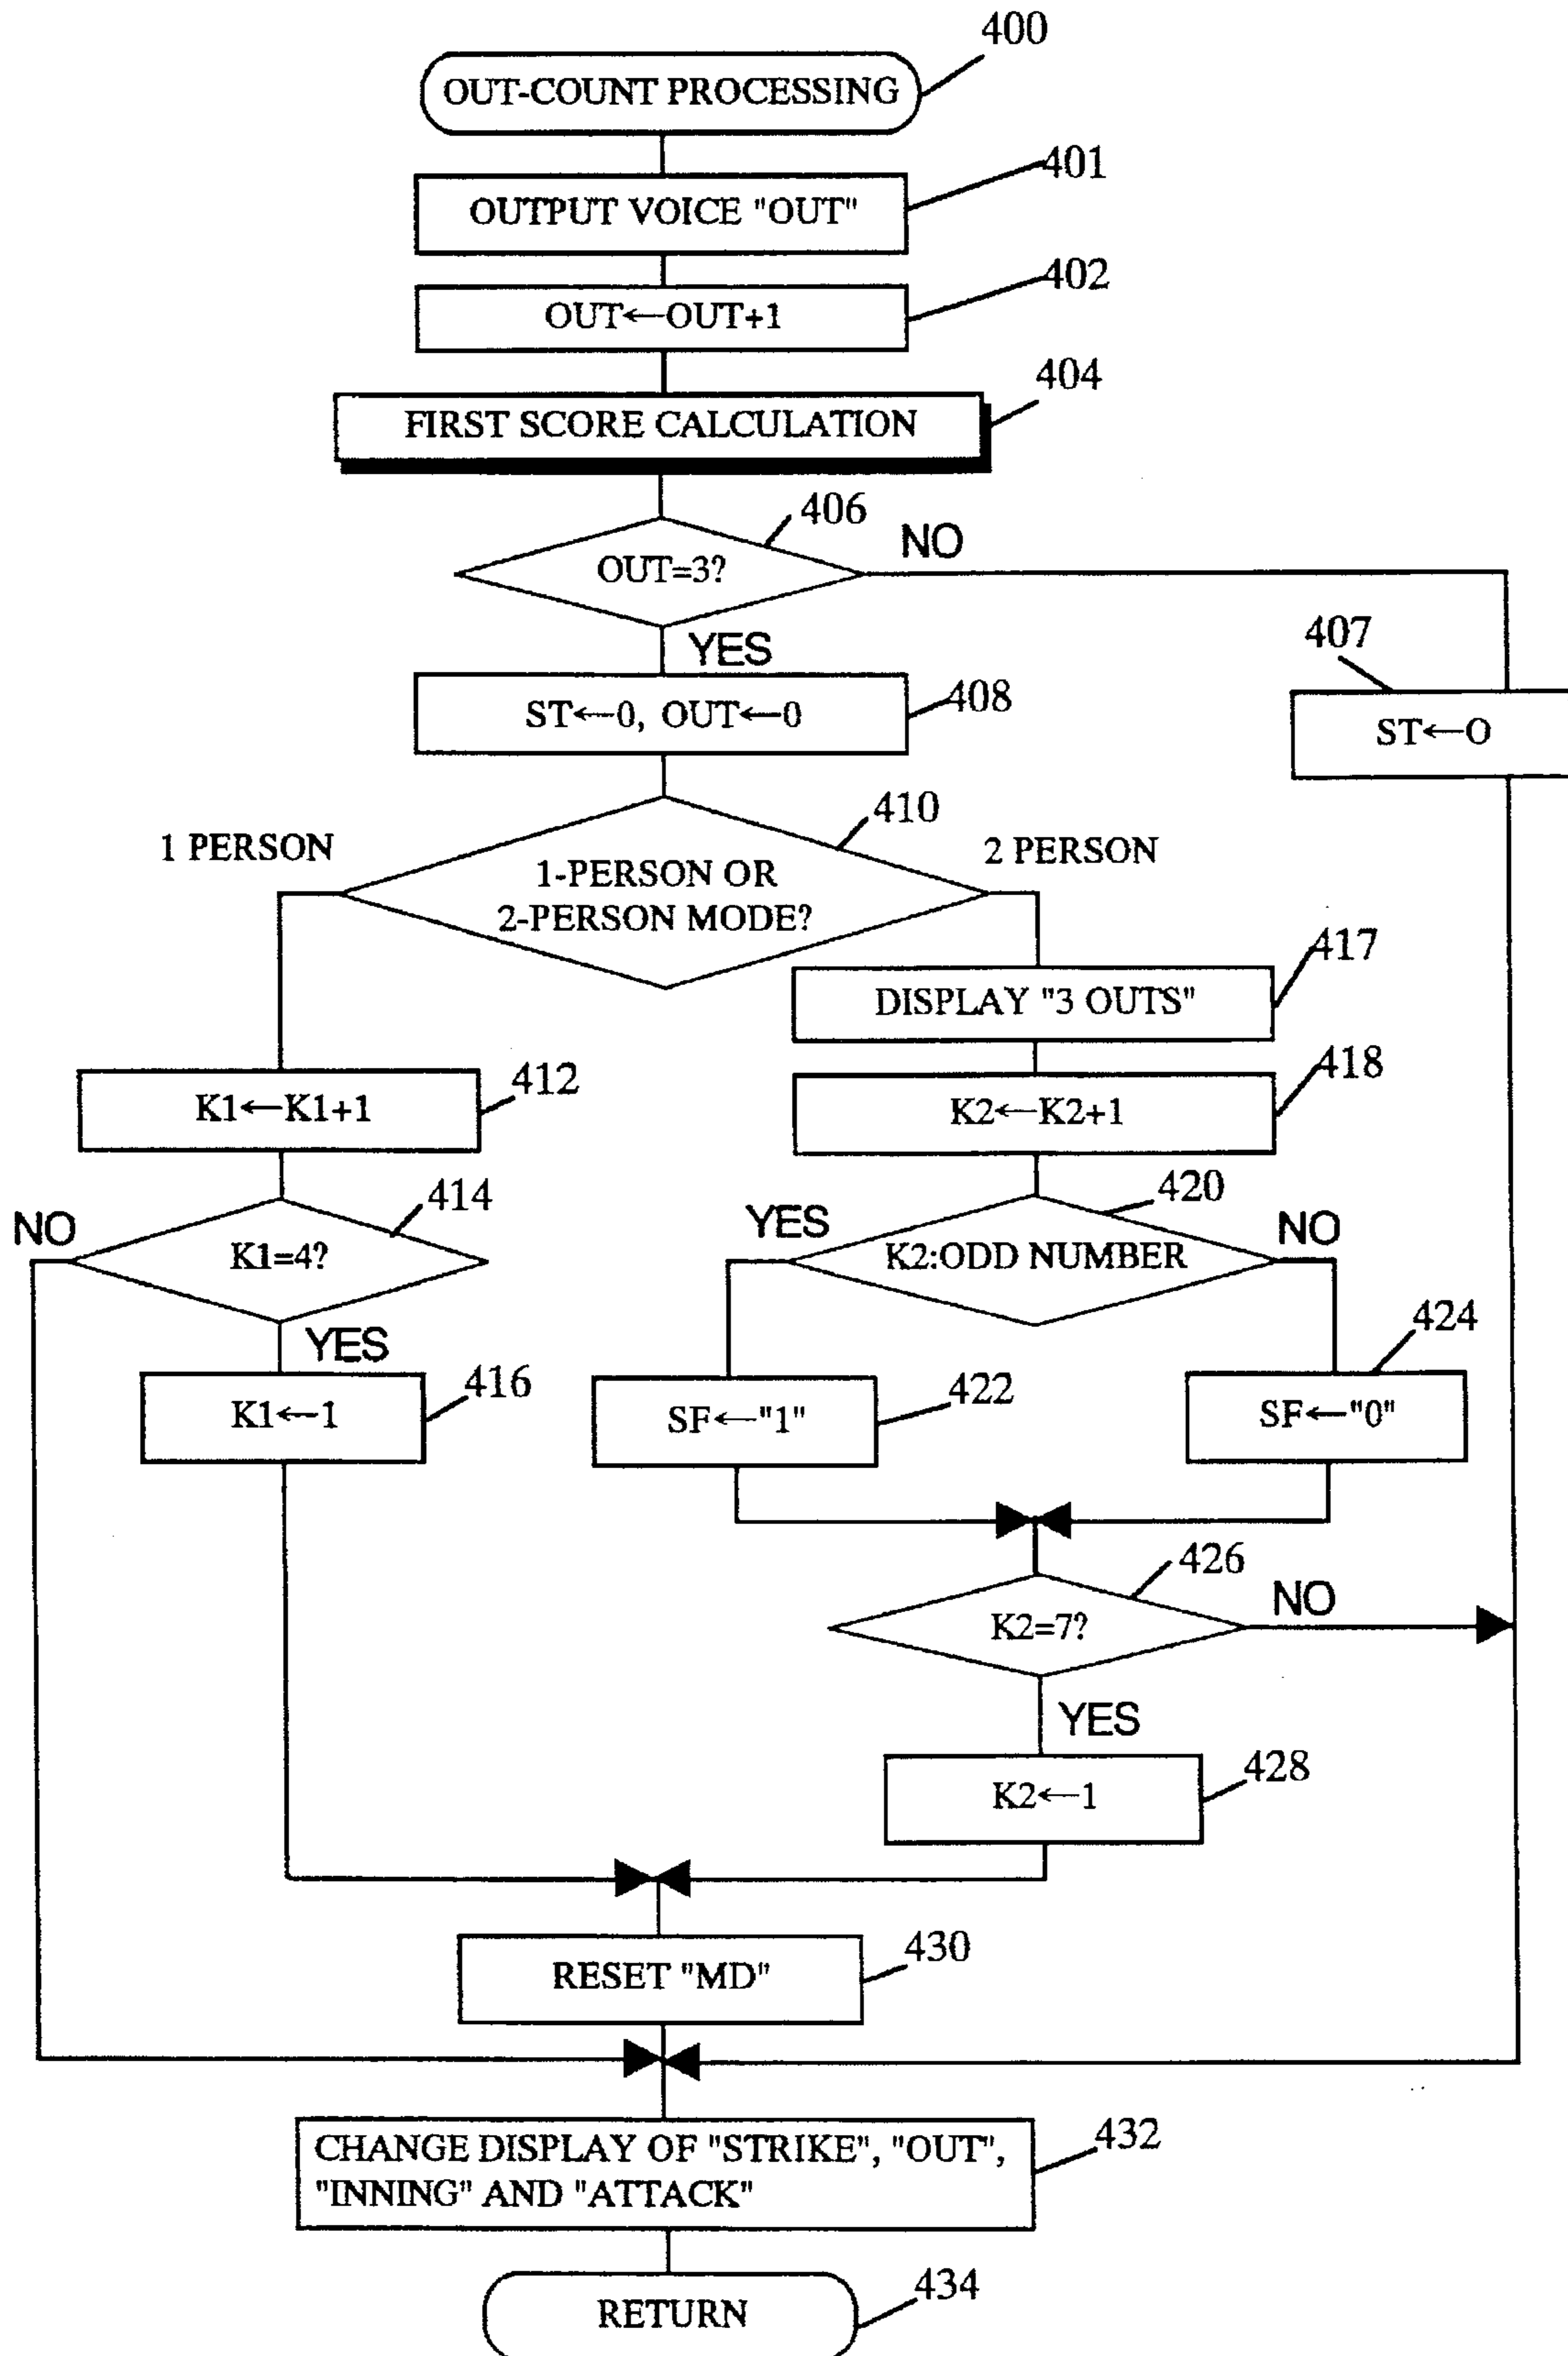 400
OUT-COUNT PROCESSING
401
OUTPUT VOICE "OUT"
402
OUT←OUT+1
404
FIRST SCORE CALCULATION
406
NO
OUT=3?
YES
407
408
ST←0, OUT←0
ST←O
410
1 PERSON
2 PERSON
1-PERSON OR
2-PERSON MODE?
417
DISPLAY "3 OUTS"
412
418
K1←K1+1
K2←K2+1
414
420
NO
YES
NO
K1=4?
K2:ODD NUMBER
YES
424
416
422
K1←1
SF←"1"
SF←"0"
426
NO
K2=7?
YES
428
K2←1
430
RESET "MD"
432
CHANGE DISPLAY OF "STRIKE", "OUT",
"INNING" AND "ATTACK"
434
RETURN